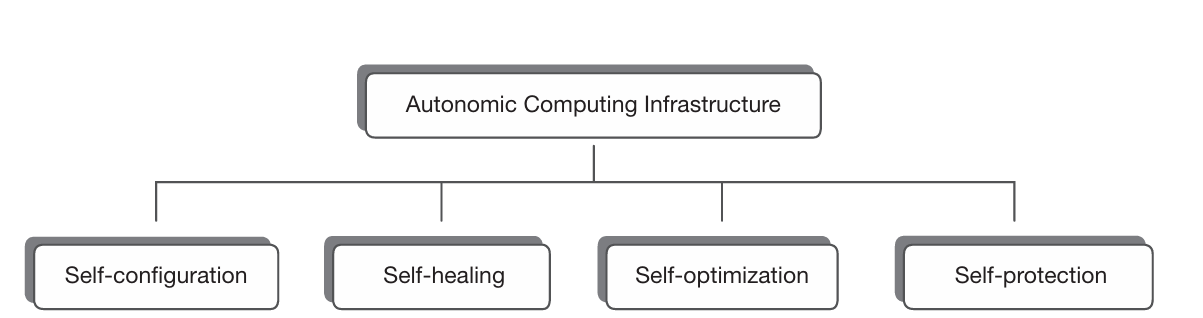 Autonomic Computing Infrastructure
Self-configuration
Self-healing
Self-optimization
Self-protection